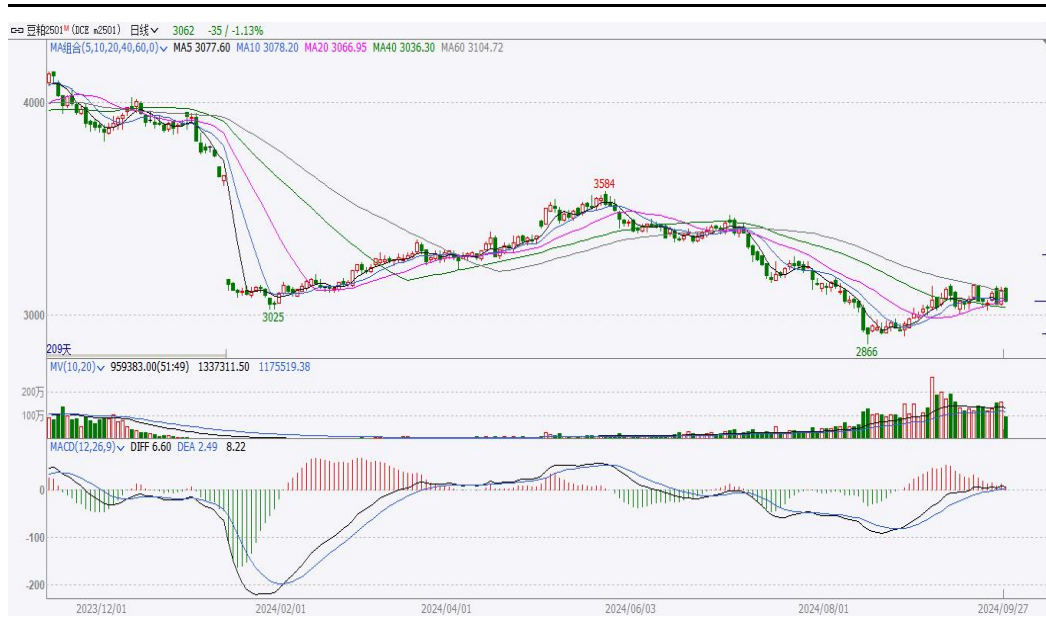 豆粕2501M (DCE m2501) 日线 3062 -35 / -1.13%
MA组合(5,10,20,40,60,0) MA5 3077.60 MA10 3078.20 MA20 3066.95 MA40 3036.30 MA60 3104.72
4000
3584
3000
3025
2866
209天
MV(10,20) 959383.00(51:49) 1337311.50 1175519.38
200万
100万
MACD(12,26,9) DIFF 6.60 DEA 2.49 8.22
0
-100
-200
2023/12/01 2024/02/01 2024/04/01 2024/06/03 2024/08/01 2024/09/27